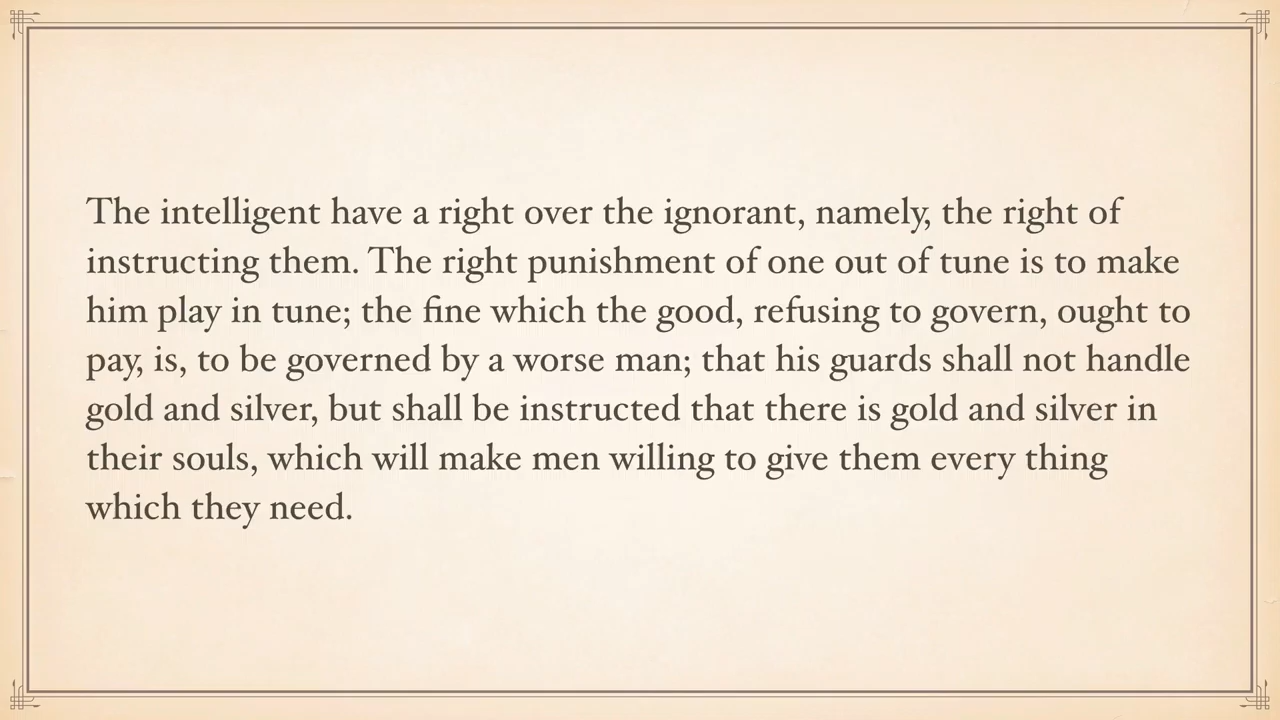 The intelligent have a right over the ignorant, namely, the right of
instructing them. The right punishment of one out of tune is to make
him play in tune; the fine which the good, refusing to govern, ought to
pay, is, to be governed by a worse man; that his guards shall not handle
gold and silver, but shall be instructed that there is gold and silver in
their souls, which will make men willing to give them every thing
which they need.